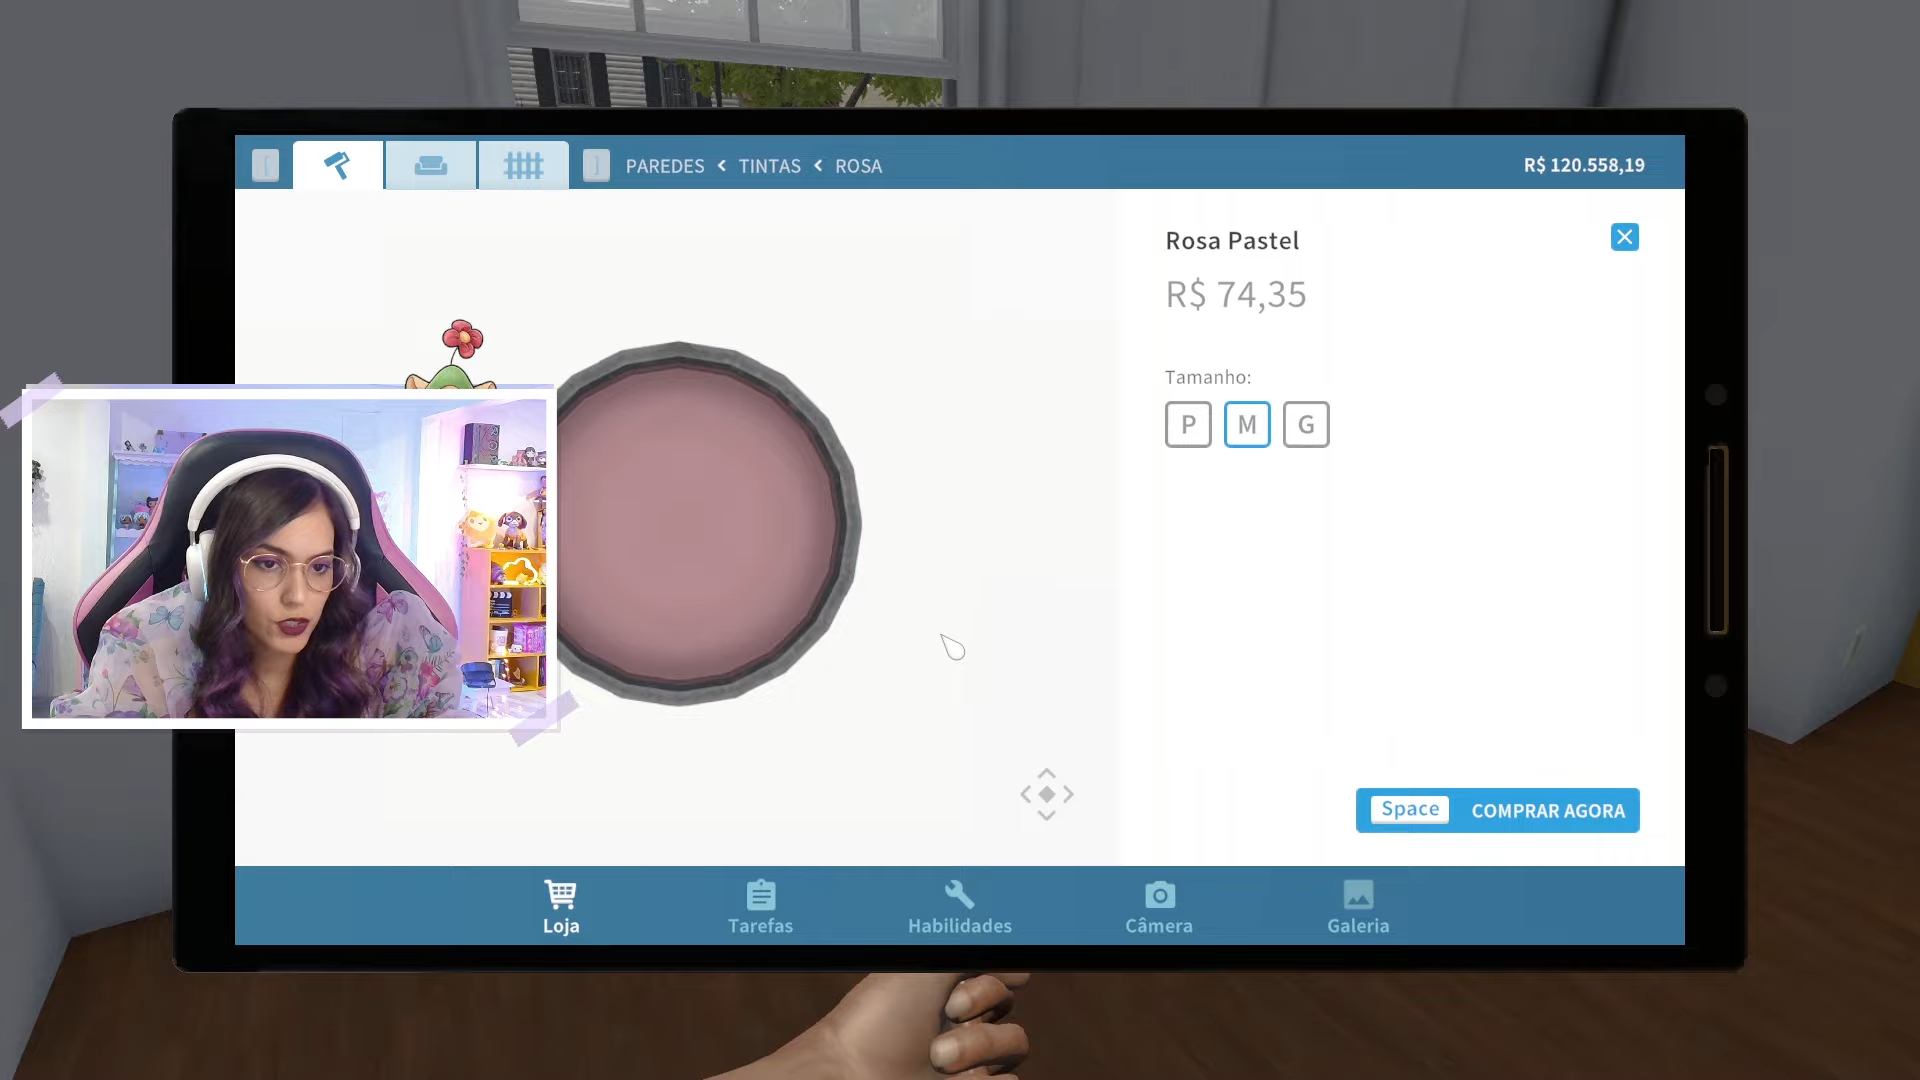 [
]
PAREDES < TINTAS < ROSA
R$ 120.558,19
Rosa Pastel
R$ 74,35
Tamanho:
P M G
Space COMPRAR AGORA
Loja
Tarefas
Habilidades
Câmera
Galeria